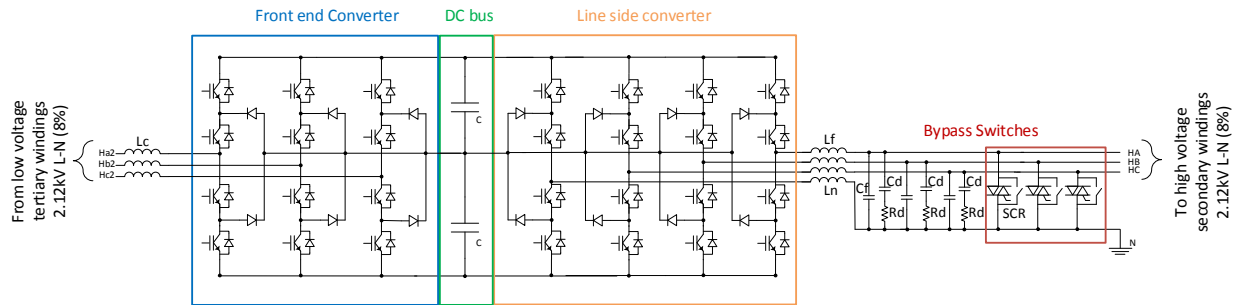 Front end Converter
DC bus
Line side converter
From low voltage
tertiary windings
2.12kV L-N (8%)
Lc
Ha2
Hb2
Hc2
C
C
Lf
Ln
Cf
Cd
Rd
Cd
Rd
Cd
Rd
Bypass Switches
SCR
HA
HB
HC
N
To high voltage
secondary windings
2.12kV L-N (8%)